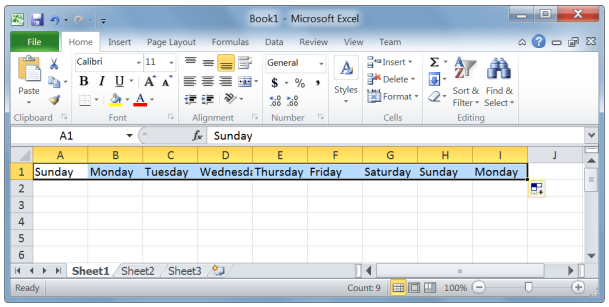 Book1 - Microsoft Excel
File Home Insert Page Layout Formulas Data Review View Team
Calibri 11 General Insert Σ
Paste B I U A A $ % , Styles Delete Sort & Find &
A .00 .0 Format Filter Select
Clipboard Font Alignment Number Cells Editing
A1 fx Sunday
A B C D E F G H I J
1 Sunday Monday Tuesday Wednesda Thursday Friday Saturday Sunday Monday
2
3
4
5
6
Sheet1 Sheet2 Sheet3
Ready Count: 9 100%